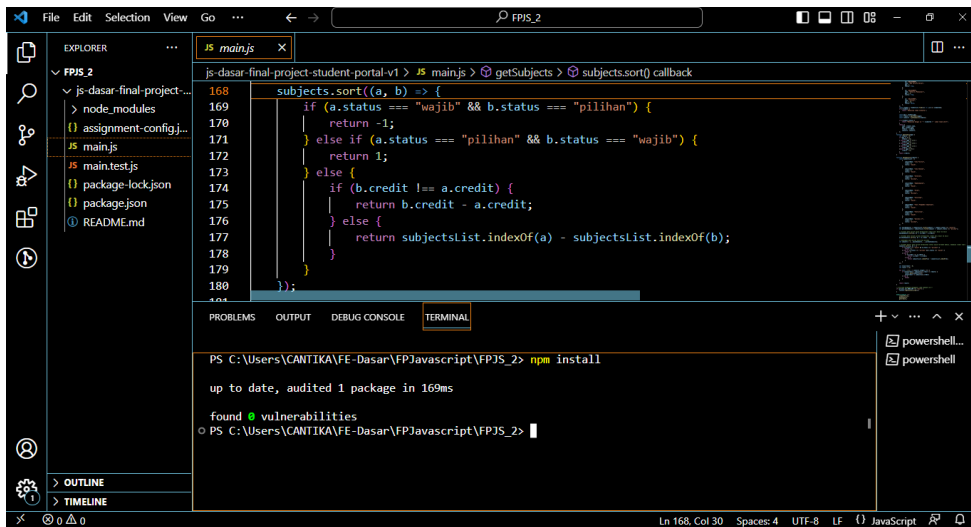 File Edit Selection View Go ··· ← → FPJS_2
EXPLORER ···
FPJS_2
js-dasar-final-project-...
node_modules
{} assignment-config.j...
JS main.js
JS main.test.js
{} package-lock.json
{} package.json
README.md
OUTLINE
TIMELINE
JS main.js ×
js-dasar-final-project-student-portal-v1 > JS main.js > getSubjects > subjects.sort() callback
168 subjects.sort((a, b) => {
169 if (a.status === "wajib" && b.status === "pilihan") {
170 return -1;
171 } else if (a.status === "pilihan" && b.status === "wajib") {
172 return 1;
173 } else {
174 if (b.credit !== a.credit) {
175 return b.credit - a.credit;
176 } else {
177 return subjectsList.indexOf(a) - subjectsList.indexOf(b);
178 }
179 }
180 });
PROBLEMS OUTPUT DEBUG CONSOLE TERMINAL
powershell...
powershell
PS C:\Users\CANTIKA\FE-Dasar\FPJavascript\FPJS_2> npm install
up to date, audited 1 package in 169ms
found 0 vulnerabilities
PS C:\Users\CANTIKA\FE-Dasar\FPJavascript\FPJS_2>
1
0 0 Ln 168, Col 30 Spaces: 4 UTF-8 LF {} JavaScript